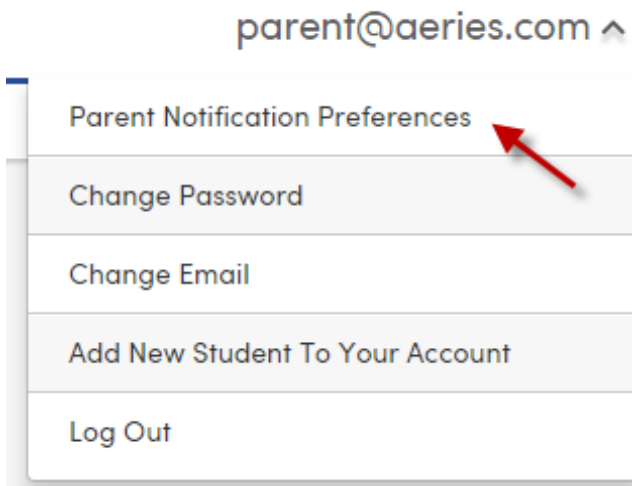 parent@aeries.com
Parent Notification Preferences
Change Password
Change Email
Add New Student To Your Account
Log Out